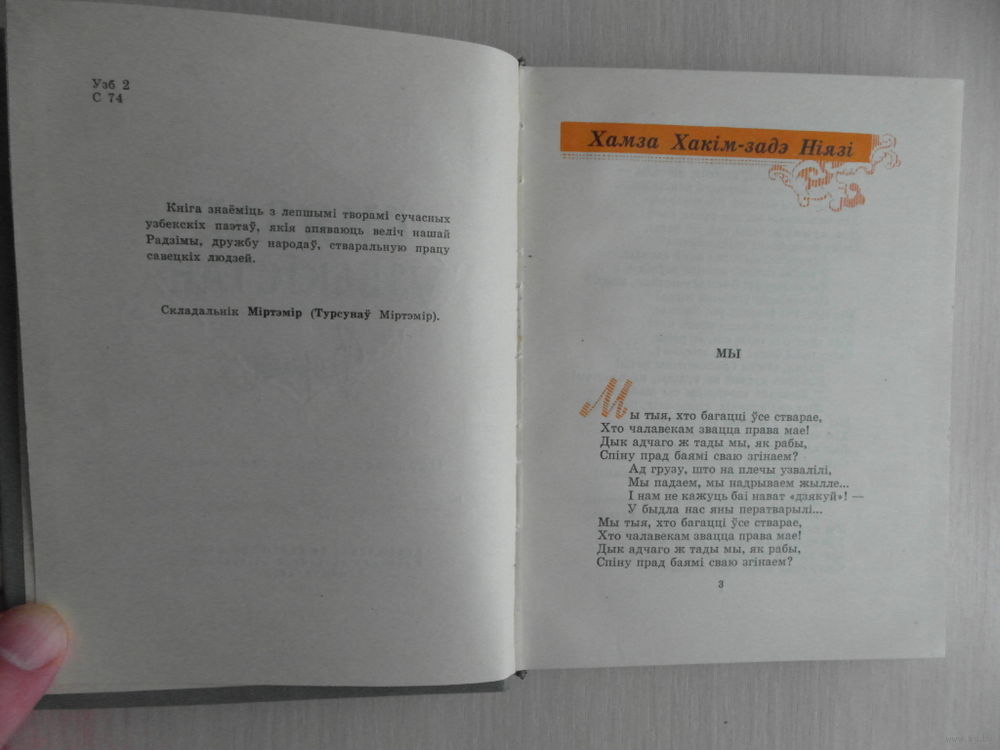 Узб 2
С 74
Кніга знаёміць з лепшымі творамі сучасных
узбекскіх паэтаў, якія апяваюць веліч нашай
Радзімы, дружбу народаў, стваральную працу
савецкіх людзей.
Складальнік Міртэмір (Турсунаў Міртэмір).
Хамза Хакім-задэ Ніязі
МЫ
Мы тыя, хто багацці ўсе стварае,
Хто чалавекам звацца права мае!
Дык адчаго ж тады мы, як рабы,
Спіну прад баямі сваю згінаем?
Ад грузу, што на плечы узвалілі,
Мы падаем, мы надрываем жылле...
І нам не кажуць баі нават «дзякуй»! —
У быдла нас яны ператварылі...
Мы тыя, хто багацці ўсе стварае,
Хто чалавекам звацца права мае!
Дык адчаго ж тады мы, як рабы,
Спіну прад баямі сваю згінаем?
3